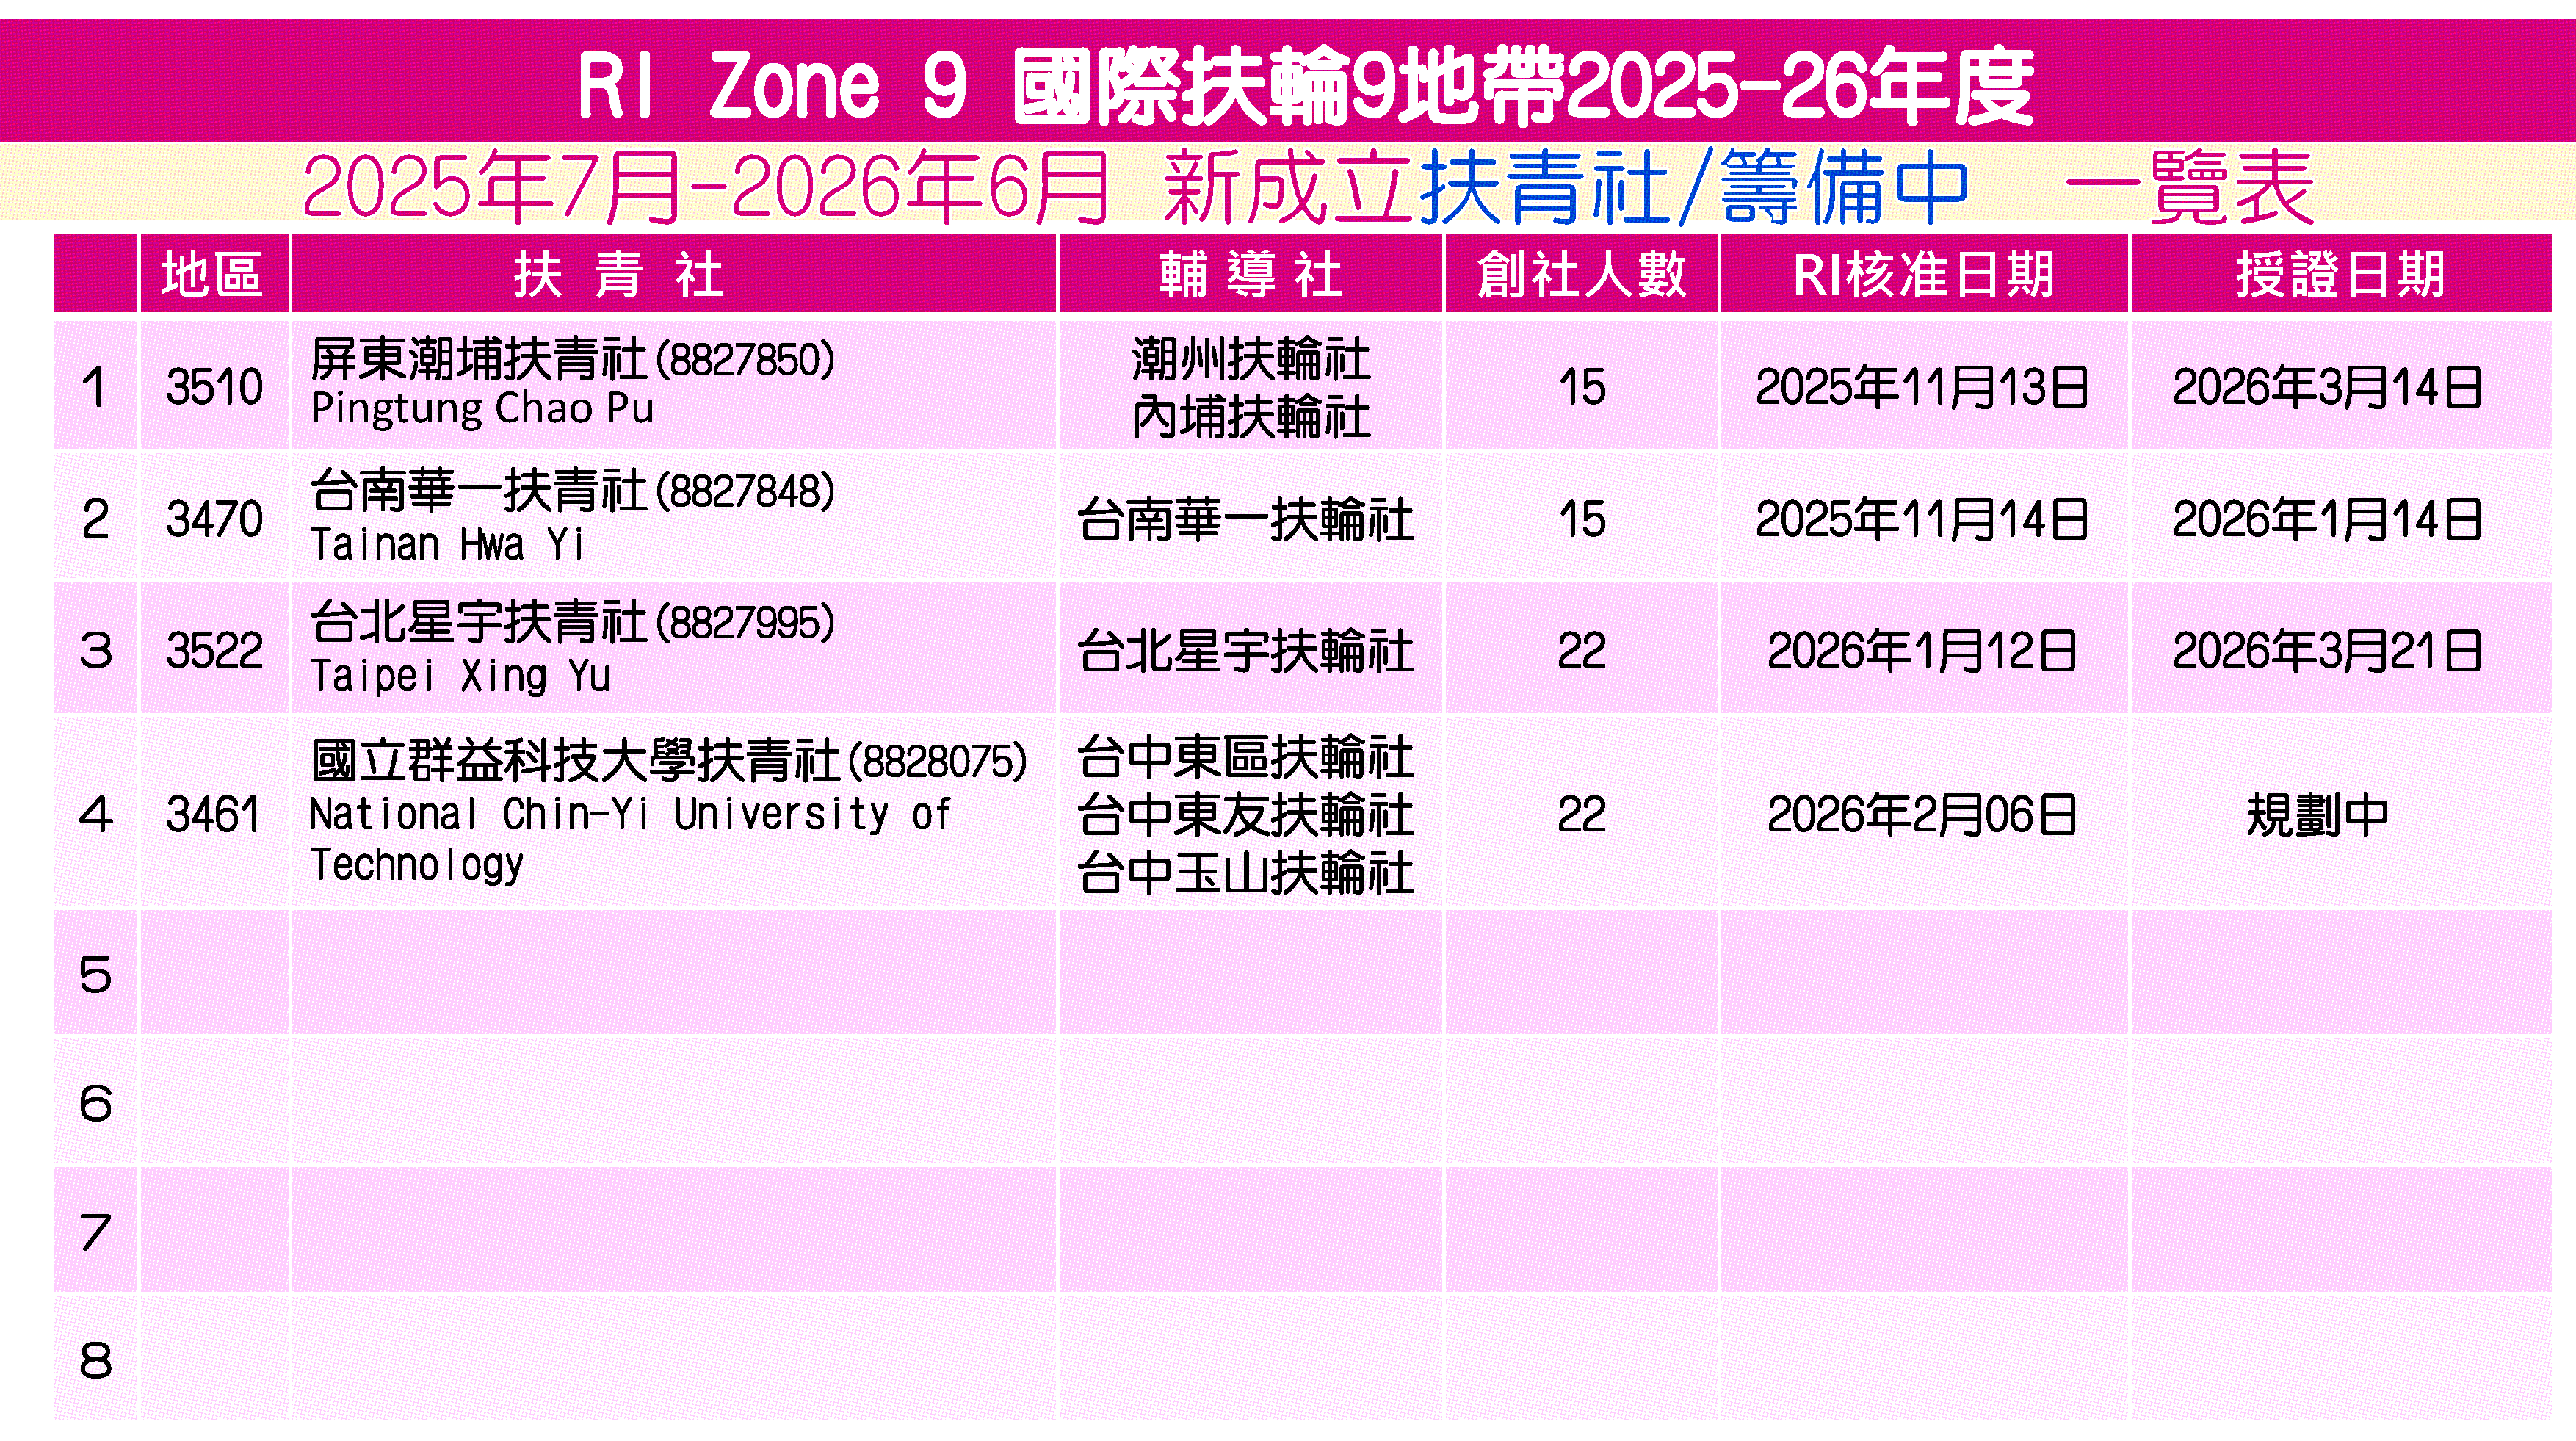 RI Zone 9 國際扶輪9地帶2025-26年度
2025年7月-2026年6月 新成立扶青社/籌備中 一覽表
地區 扶青社 輔導社 創社人數 RI核准日期 授證日期
1 3510 屏東潮埔扶青社(8827850) Pingtung Chao Pu 潮州扶輪社 內埔扶輪社 15 2025年11月13日 2026年3月14日
2 3470 台南華一扶青社(8827848) Tainan Hwa Yi 台南華一扶輪社 15 2025年11月14日 2026年1月14日
3 3522 台北星宇扶青社(8827995) Taipei Xing Yu 台北星宇扶輪社 22 2026年1月12日 2026年3月21日
4 3461 國立群益科技大學扶青社(8828075) National Chin-Yi University of Technology 台中東區扶輪社 台中東友扶輪社 台中玉山扶輪社 22 2026年2月06日 規劃中
5
6
7
8